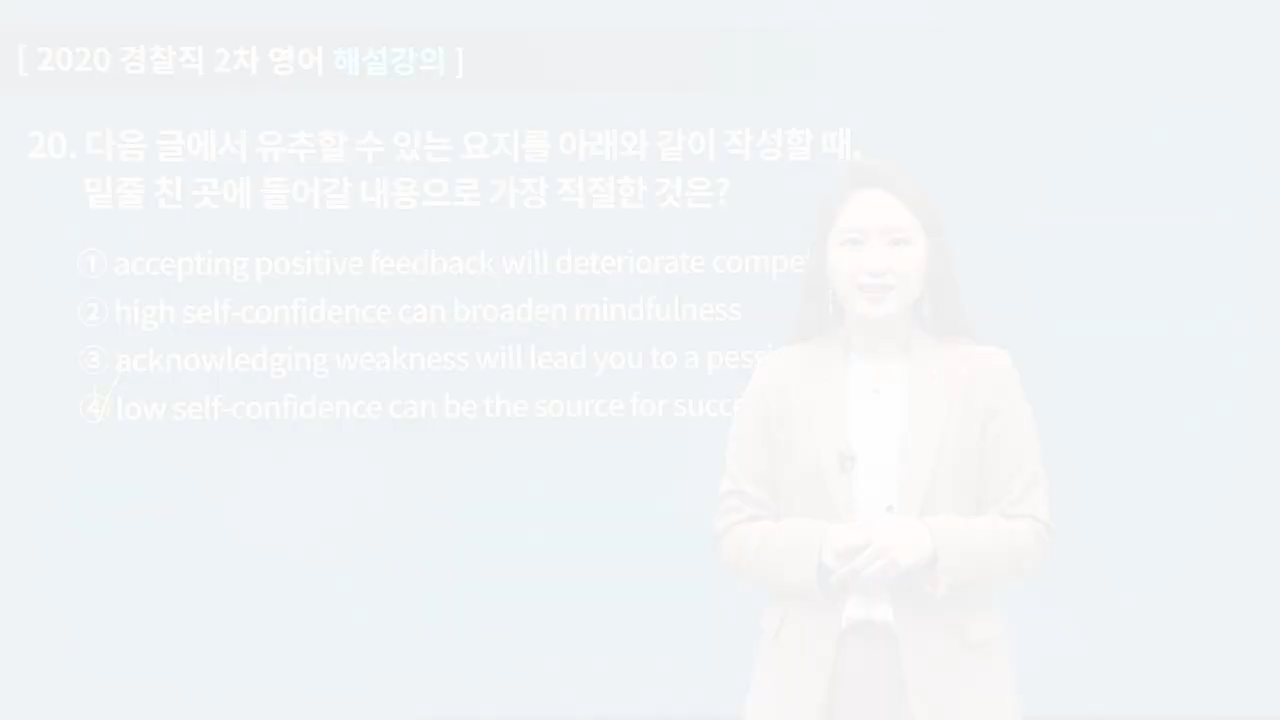 [ 2020 경찰직 2차 영어 해설강의 ]
20. 다음 글에서 유추할 수 있는 요지를 아래와 같이 작성할 때,
밑줄 친 곳에 들어갈 내용으로 가장 적절한 것은?
① accepting positive feedback will deteriorate
② high self-confidence can broaden mindfulness
③ acknowledging weakness will lead you to a
④ low self-confidence can be the source for